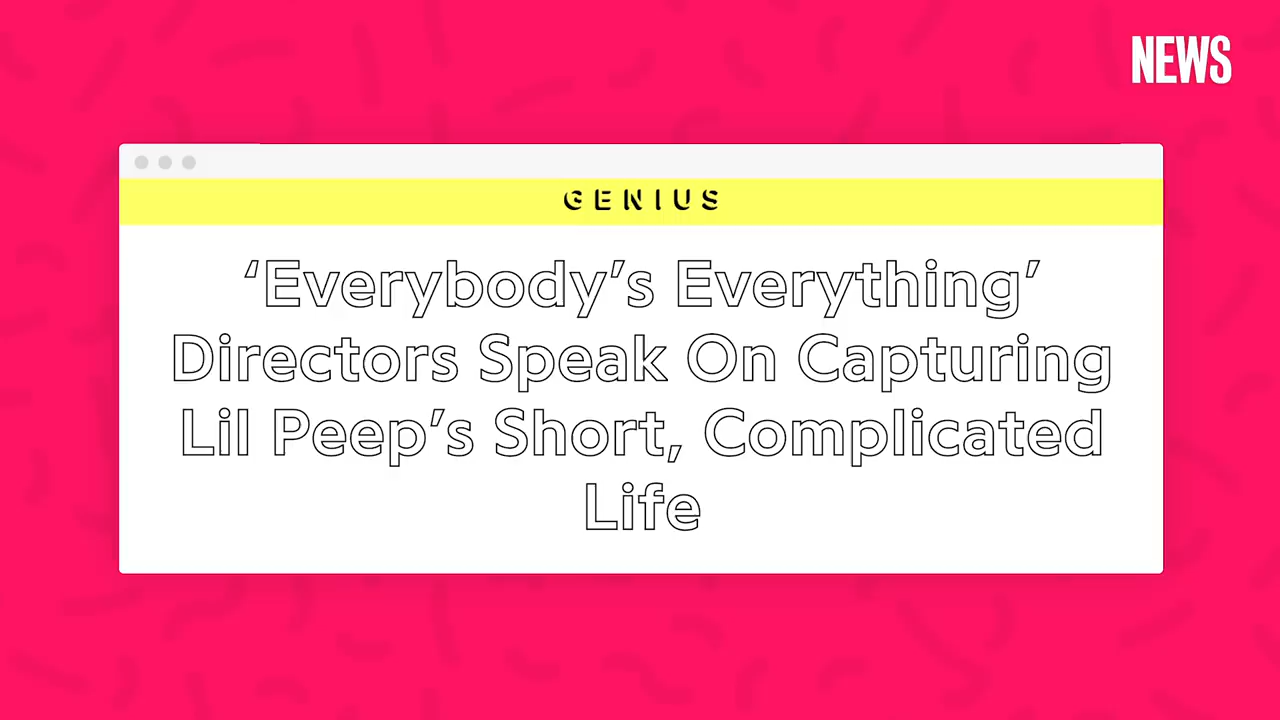 NEWS
GENIUS
‘Everybody’s Everything’
Directors Speak On Capturing
Lil Peep’s Short, Complicated
Life